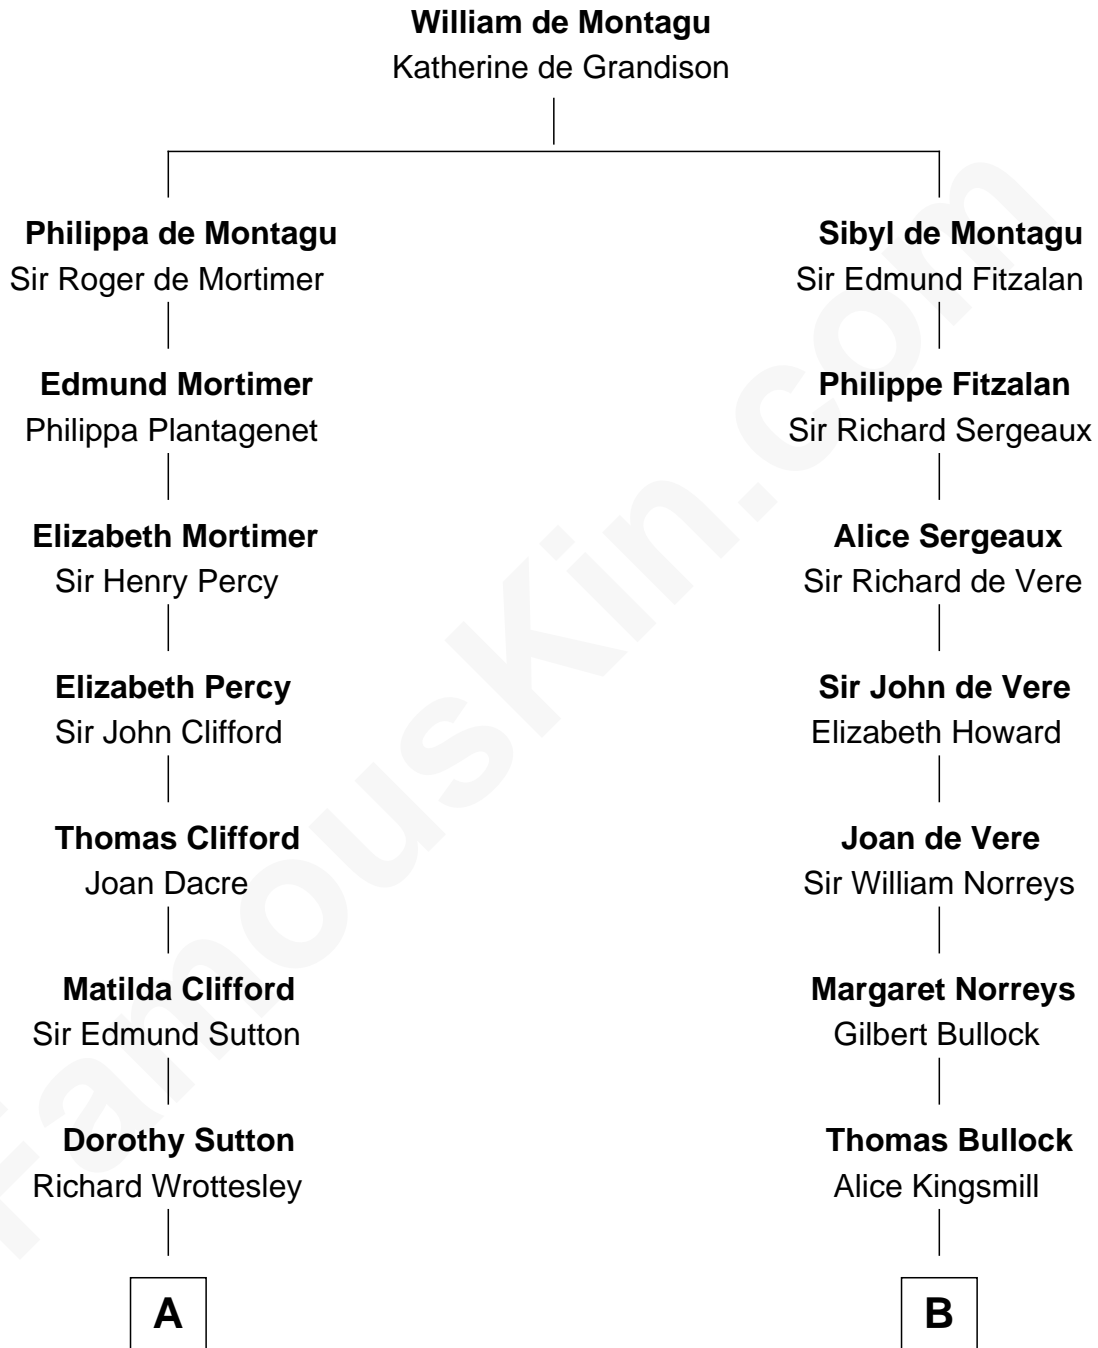 William de Montagu
Katherine de Grandison
Philippa de Montagu
Sir Roger de Mortimer
Sibyl de Montagu
Sir Edmund Fitzalan
Edmund Mortimer
Philippa Plantagenet
Philippe Fitzalan
Sir Richard Sergeaux
Elizabeth Mortimer
Sir Henry Percy
Alice Sergeaux
Sir Richard de Vere
Elizabeth Percy
Sir John Clifford
Sir John de Vere
Elizabeth Howard
Thomas Clifford
Joan Dacre
Joan de Vere
Sir William Norreys
Matilda Clifford
Sir Edmund Sutton
Margaret Norreys
Gilbert Bullock
Dorothy Sutton
Richard Wrottesley
Thomas Bullock
Alice Kingsmill
A
B
FamousKin.com